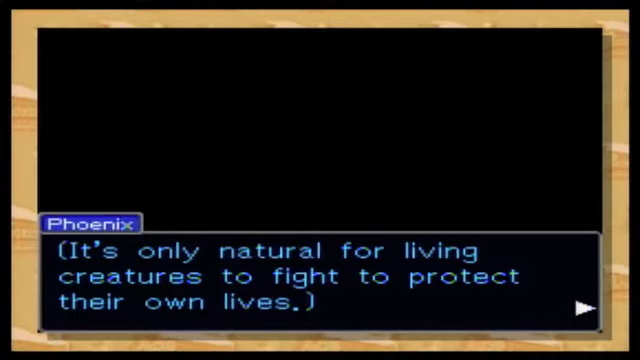 Phoenix
(It's only natural for living
creatures to fight to protect
their own lives.)